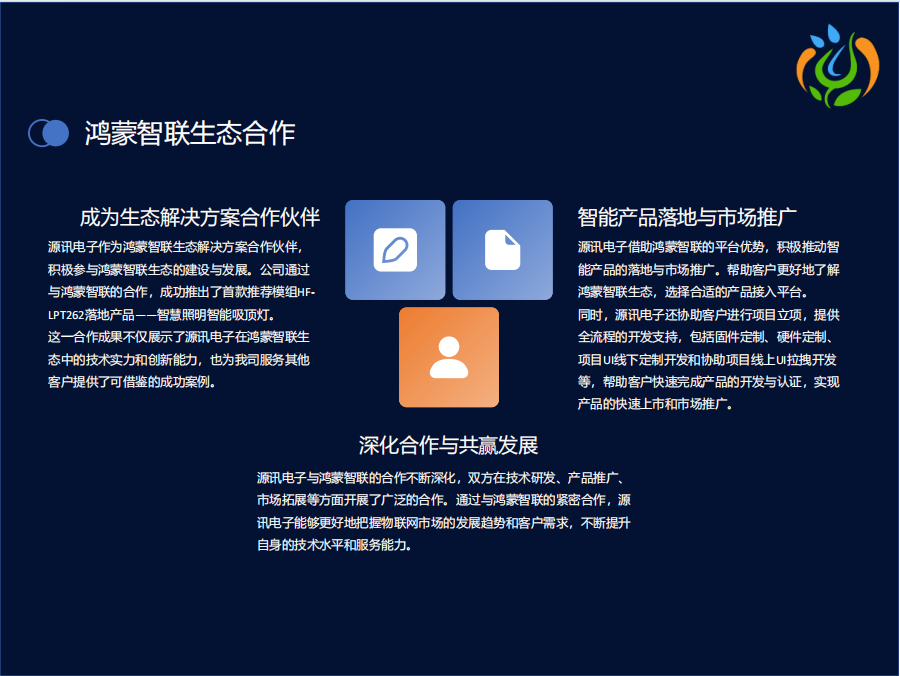 鸿蒙智联生态合作
成为生态解决方案合作伙伴
源讯电子作为鸿蒙智联生态解决方案合作伙伴，
积极参与鸿蒙智联生态的建设与发展。公司通过
与鸿蒙智联的合作，成功推出了首款推荐模组HF-
LPT262落地产品——智慧照明智能吸顶灯。
这一合作成果不仅展示了源讯电子在鸿蒙智联生
态中的技术实力和创新能力，也为我司服务其他
客户提供了可借鉴的成功案例。
智能产品落地与市场推广
源讯电子借助鸿蒙智联的平台优势，积极推动智
能产品的落地与市场推广。帮助客户更好地了解
鸿蒙智联生态，选择合适的产品接入平台。
同时，源讯电子还协助客户进行项目立项，提供
全流程的开发支持，包括固件定制、硬件定制、
项目UI线下定制开发和协助项目线上UI拉拽开发
等，帮助客户快速完成产品的开发与认证，实现
产品的快速上市和市场推广。
深化合作与共赢发展
源讯电子与鸿蒙智联的合作不断深化，双方在技术研发、产品推广、
市场拓展等方面开展了广泛的合作。通过与鸿蒙智联的紧密合作，源
讯电子能够更好地把握物联网市场的发展趋势和客户需求，不断提升
自身的技术水平和服务能力。